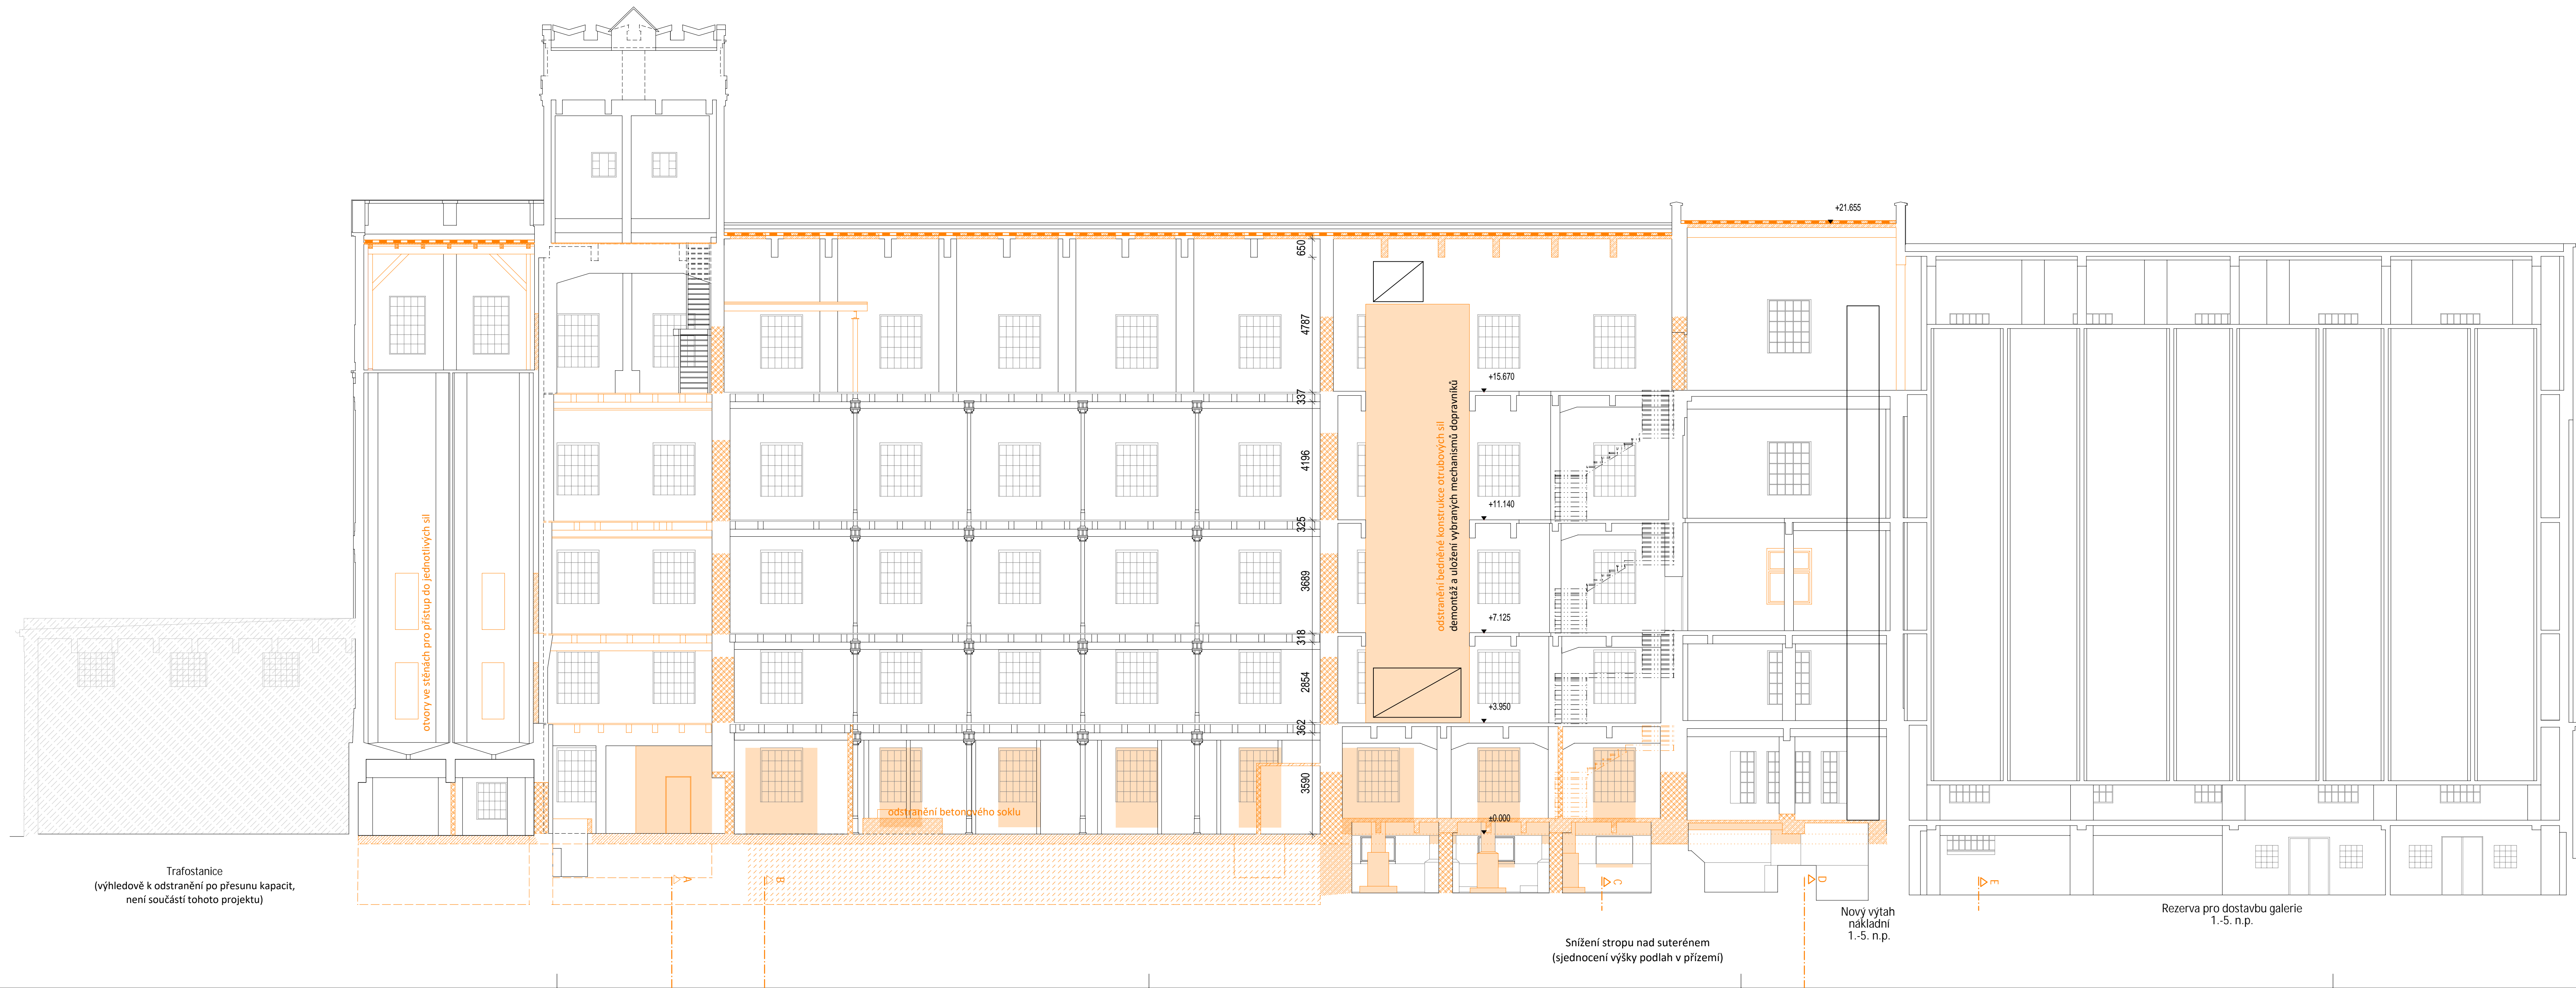 +21.655
650
4787
+15.670
337
4196
+11.140
325
3689
+7.125
318
2854
+3.950
362
3590
±0.000
otvory ve stěnách pro přístup do jednotlivých sil
odstranění bedněné konstrukce otrubových sil
demontáž a uložení vybraných mechanismů dopravníků
odstranění betonového soklu
Trafostanice
(výhledově k odstranění po přesunu kapacit,
není součástí tohoto projektu)
A
B
C
D
E
Nový výtah
nákladní
1.-5. n.p.
Rezerva pro dostavbu galerie
1.-5. n.p.
Snížení stropu nad suterénem
(sjednocení výšky podlah v přízemí)